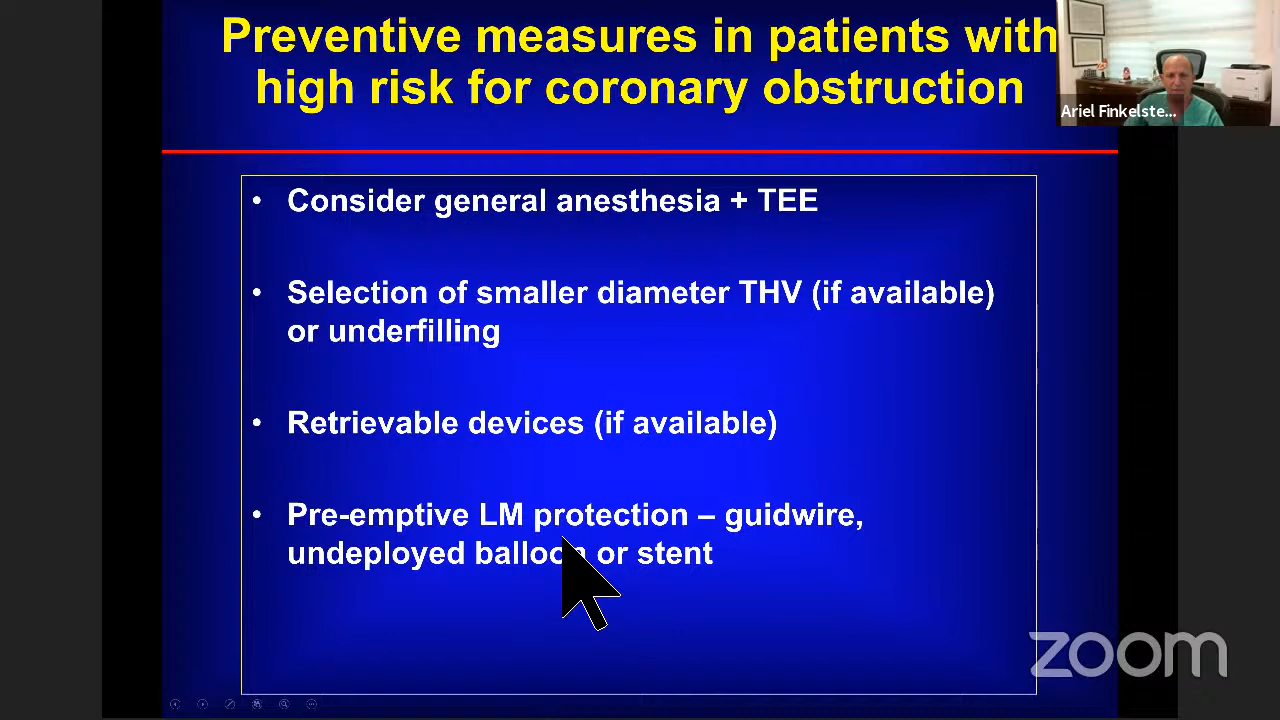 Preventive measures in patients with
high risk for coronary obstruction
Ariel Finkelste...
• Consider general anesthesia + TEE
• Selection of smaller diameter THV (if available)
or underfilling
• Retrievable devices (if available)
• Pre-emptive LM protection – guidwire,
undeployed balloon or stent
zoom